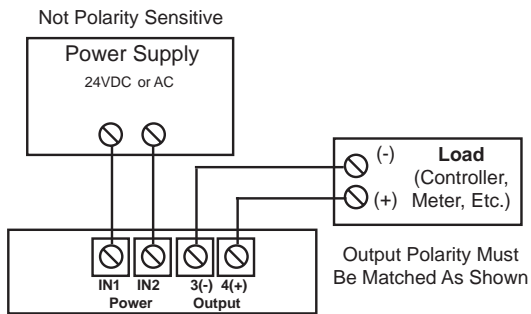 Not Polarity Sensitive
Power Supply
24VDC or AC
(-) Load
(Controller,
(+) Meter, Etc.)
IN1 IN2 3(-) 4(+)
Power Output
Output Polarity Must
Be Matched As Shown